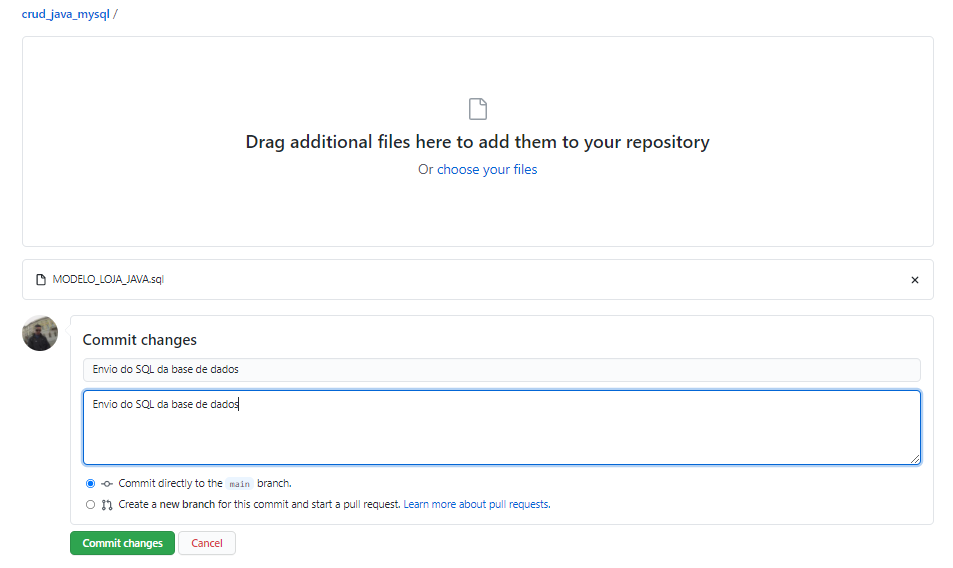 crud_java_mysql /
Drag additional files here to add them to your repository
Or choose your files
MODELO_LOJA_JAVA.sql
Commit changes
Envio do SQL da base de dados
Envio do SQL da base de dados
Commit directly to the main branch.
Create a new branch for this commit and start a pull request. Learn more about pull requests.
Commit changes Cancel